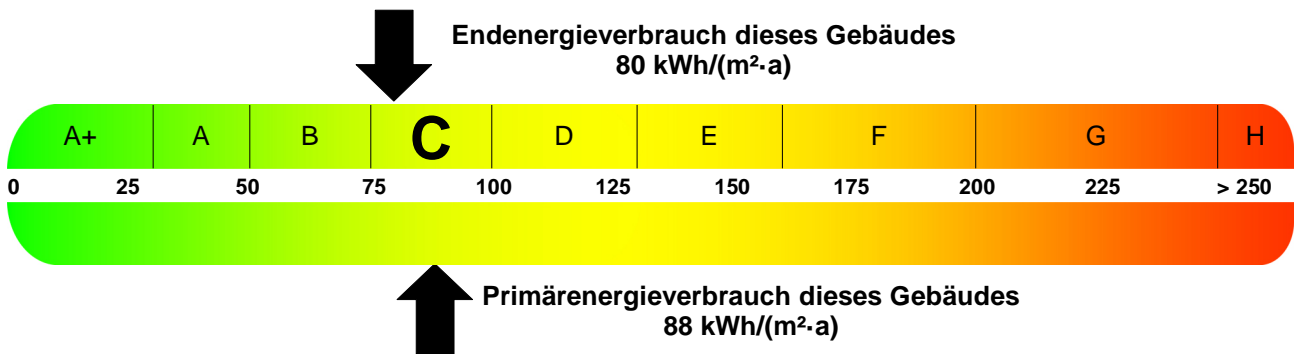 Endenergieverbrauch dieses Gebäudes
80 kWh/(m²·a)
A+ A B C D E F G H
0 25 50 75 100 125 150 175 200 225 > 250
Primärenergieverbrauch dieses Gebäudes
88 kWh/(m²·a)